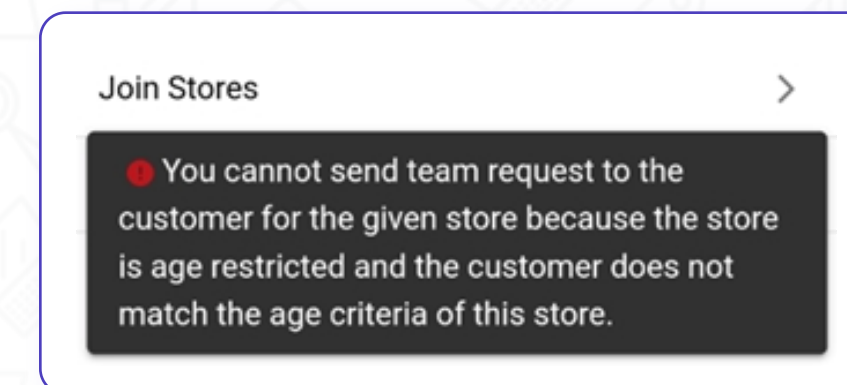 Join Stores
You cannot send team request to the
customer for the given store because the store
is age restricted and the customer does not
match the age criteria of this store.